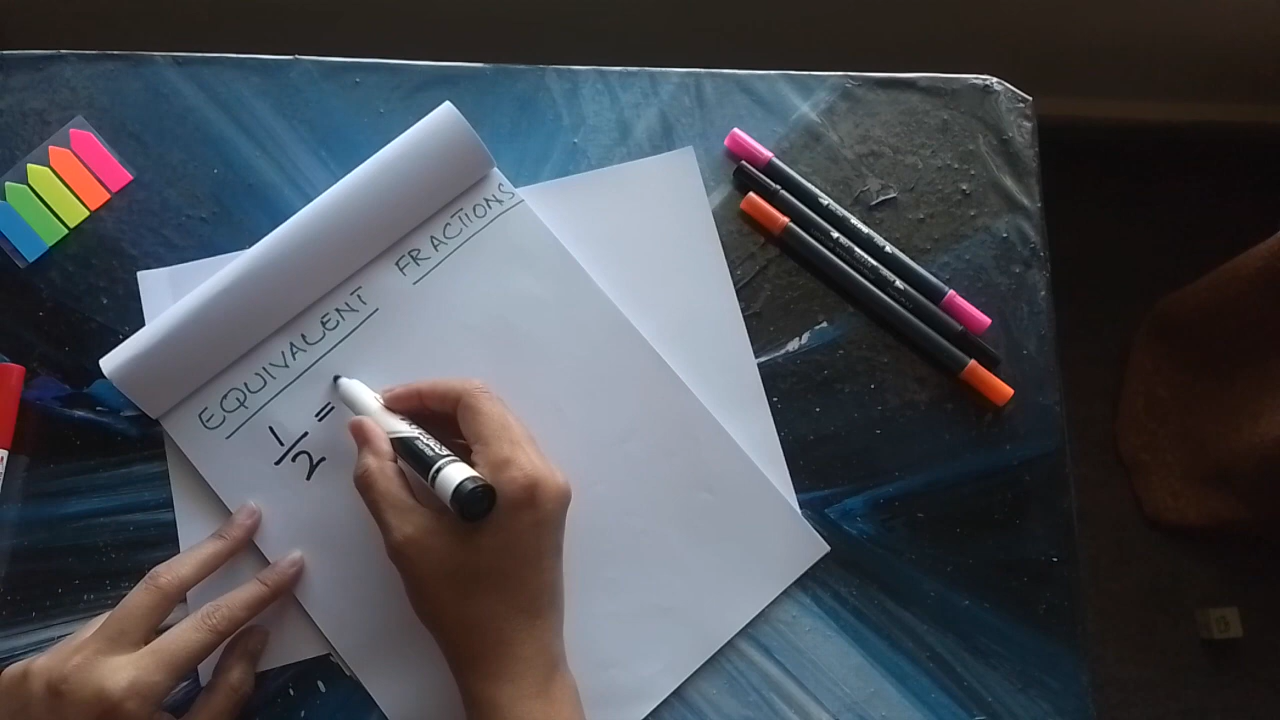 EQUIVALENT FRACTIONS
1/2 =